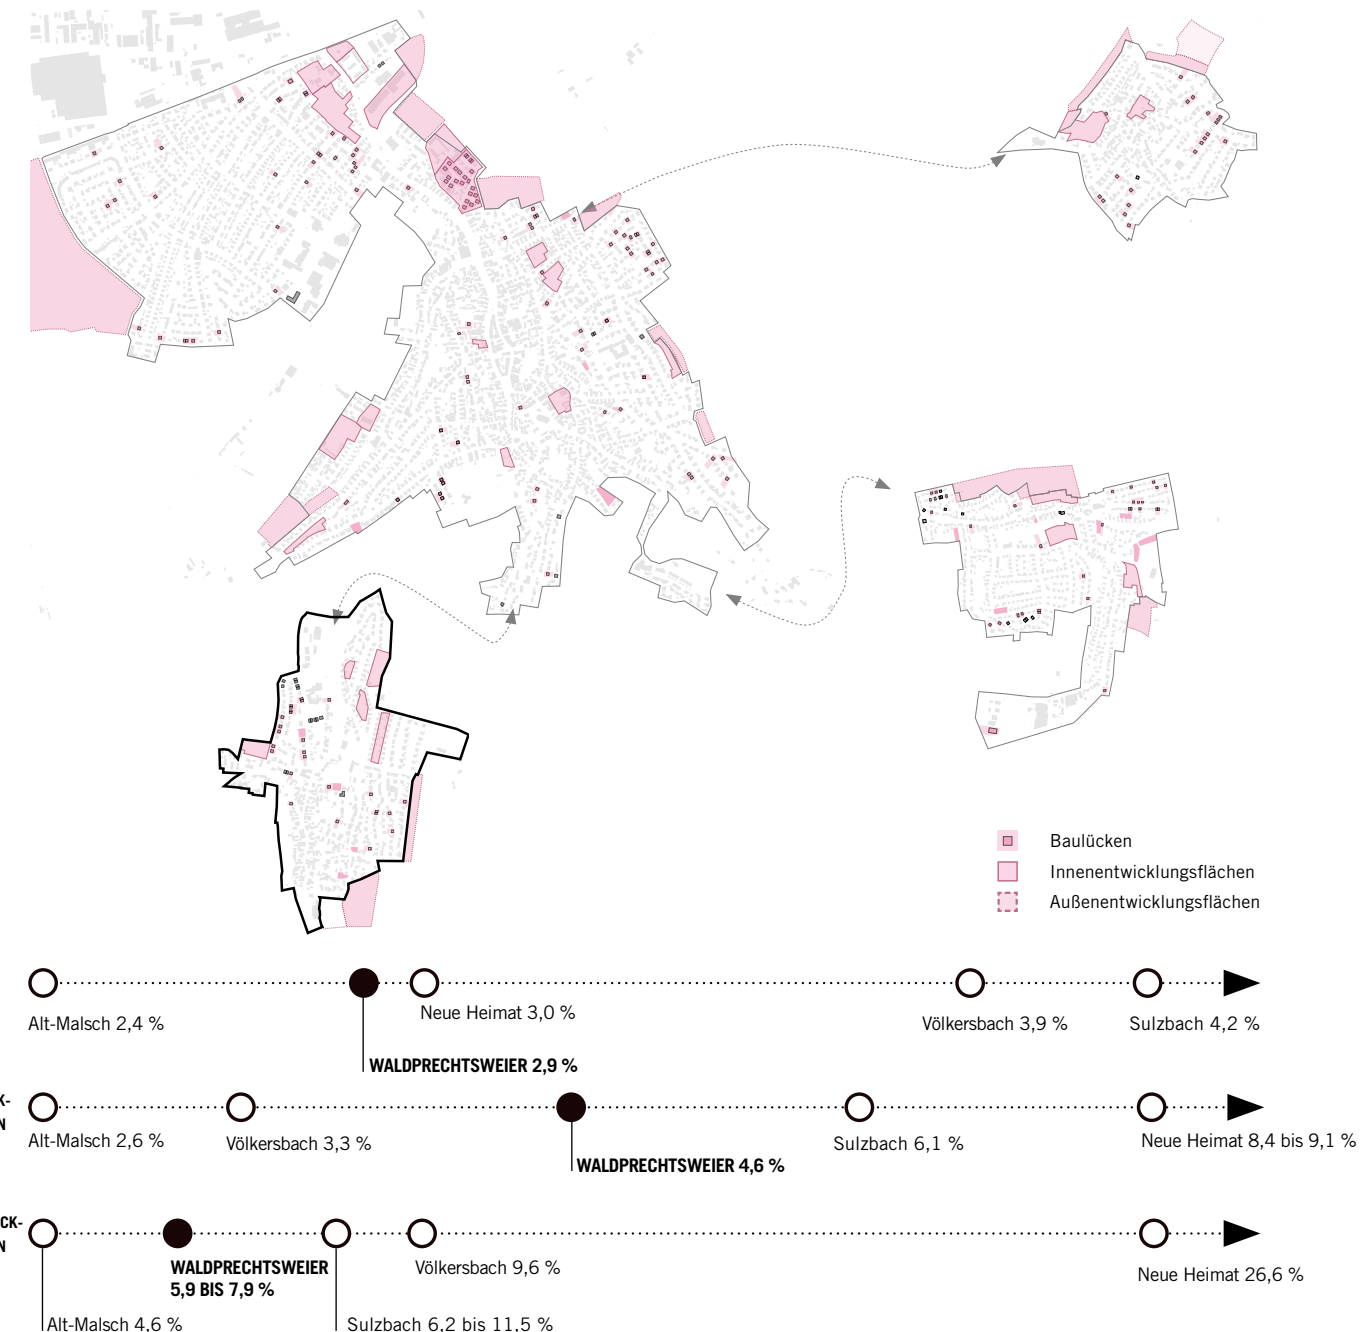 Baulücken
Innenentwicklungsflächen
Außenentwicklungsflächen
Alt-Malsch 2,4 %
Neue Heimat 3,0 %
Völkersbach 3,9 %
Sulzbach 4,2 %
WALDPRECHTSWEIER 2,9 %
K-
N
Alt-Malsch 2,6 %
Völkersbach 3,3 %
Sulzbach 6,1 %
Neue Heimat 8,4 bis 9,1 %
WALDPRECHTSWEIER 4,6 %
CK-
N
WALDPRECHTSWEIER
5,9 BIS 7,9 %
Völkersbach 9,6 %
Neue Heimat 26,6 %
Alt-Malsch 4,6 %
Sulzbach 6,2 bis 11,5 %